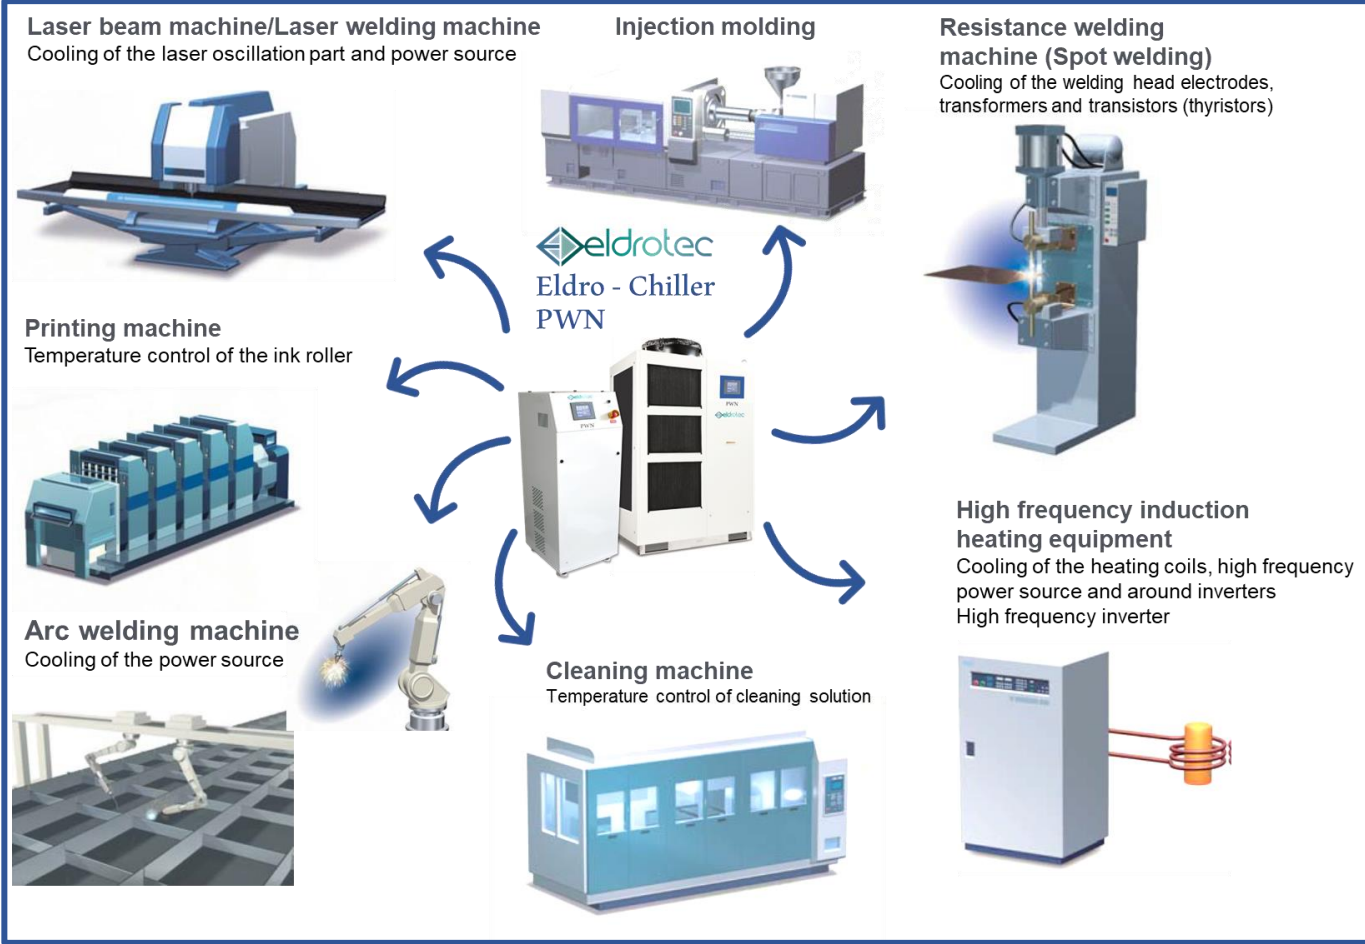 Laser beam machine/Laser welding machine
Cooling of the laser oscillation part and power source
Injection molding
Resistance welding
machine (Spot welding)
Cooling of the welding head electrodes,
transformers and transistors (thyristors)
eldrotec
Eldro - Chiller
PWN
Printing machine
Temperature control of the ink roller
eldrotec
PWN
PWN
eldrotec
High frequency induction
heating equipment
Cooling of the heating coils, high frequency
power source and around inverters
High frequency inverter
Arc welding machine
Cooling of the power source
Cleaning machine
Temperature control of cleaning solution